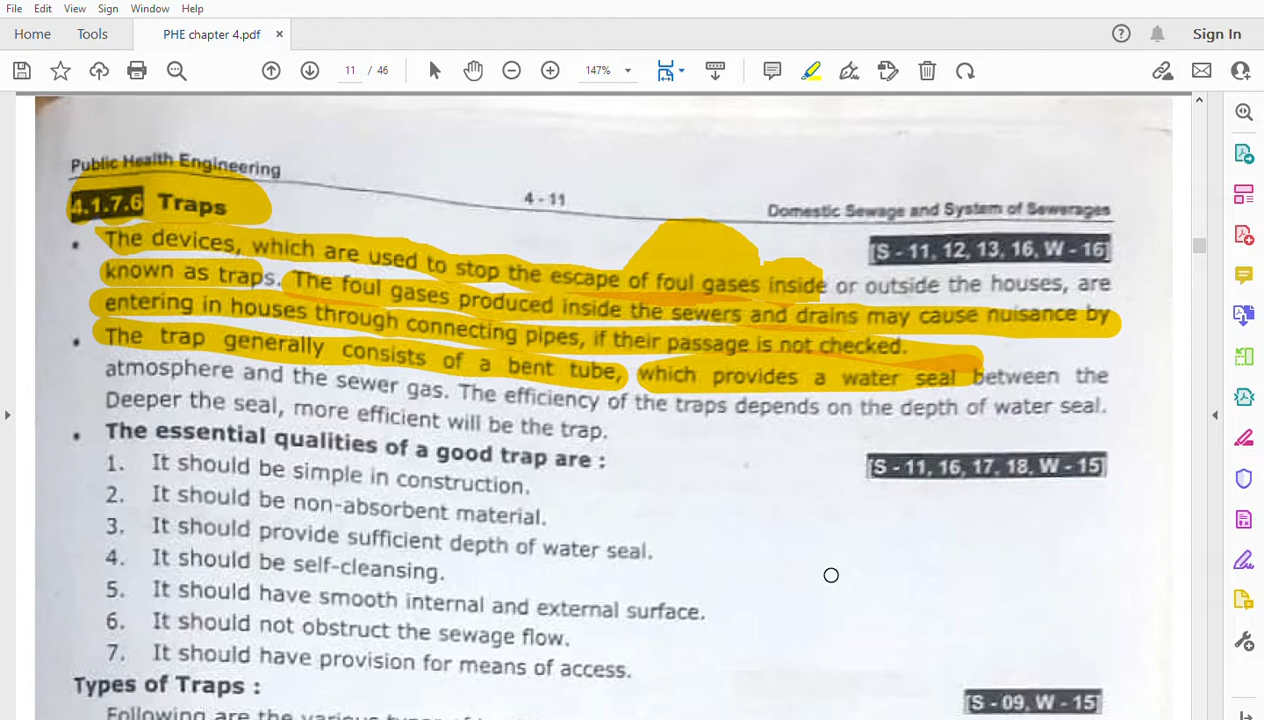 File Edit View Sign Window Help
Home Tools PHE chapter 4.pdf × Sign In
11 / 46 147%
Public Health Engineering 4 - 11 Domestic Sewage and System of Sewerages
4.1.7.6 Traps
[S - 11, 12, 13, 16, W - 16]
• The devices, which are used to stop the escape of foul gases inside or outside the houses, are
known as traps. The foul gases produced inside the sewers and drains may cause nuisance by
entering in houses through connecting pipes, if their passage is not checked.
• The trap generally consists of a bent tube, which provides a water seal between the
atmosphere and the sewer gas. The efficiency of the traps depends on the depth of water seal.
Deeper the seal, more efficient will be the trap.
• The essential qualities of a good trap are :
[S - 11, 16, 17, 18, W - 15]
1. It should be simple in construction.
2. It should be non-absorbent material.
3. It should provide sufficient depth of water seal.
4. It should be self-cleansing.
5. It should have smooth internal and external surface.
6. It should not obstruct the sewage flow.
7. It should have provision for means of access.
Types of Traps :
[S - 09, W - 15]
Following are the various types of